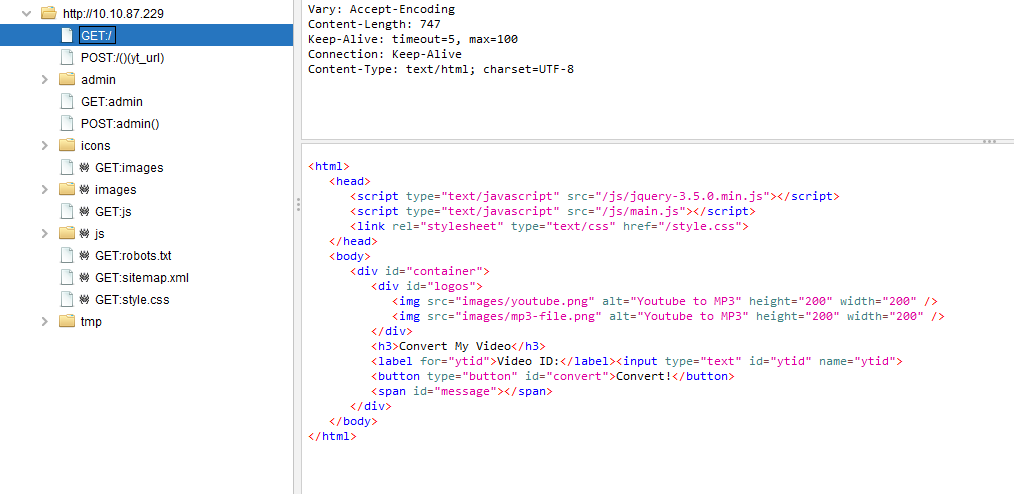 http://10.10.87.229
GET:/
POST:/()(yt_url)
admin
GET:admin
POST:admin()
icons
GET:images
images
GET:js
js
GET:robots.txt
GET:sitemap.xml
GET:style.css
tmp
Vary: Accept-Encoding
Content-Length: 747
Keep-Alive: timeout=5, max=100
Connection: Keep-Alive
Content-Type: text/html; charset=UTF-8
<html>
<head>
<script type="text/javascript" src="/js/jquery-3.5.0.min.js"></script>
<script type="text/javascript" src="/js/main.js"></script>
<link rel="stylesheet" type="text/css" href="/style.css">
</head>
<body>
<div id="container">
<div id="logos">
<img src="images/youtube.png" alt="Youtube to MP3" height="200" width="200" />
<img src="images/mp3-file.png" alt="Youtube to MP3" height="200" width="200" />
</div>
<h3>Convert My Video</h3>
<label for="ytid">Video ID:</label><input type="text" id="ytid" name="ytid">
<button type="button" id="convert">Convert!</button>
<span id="message"></span>
</div>
</body>
</html>